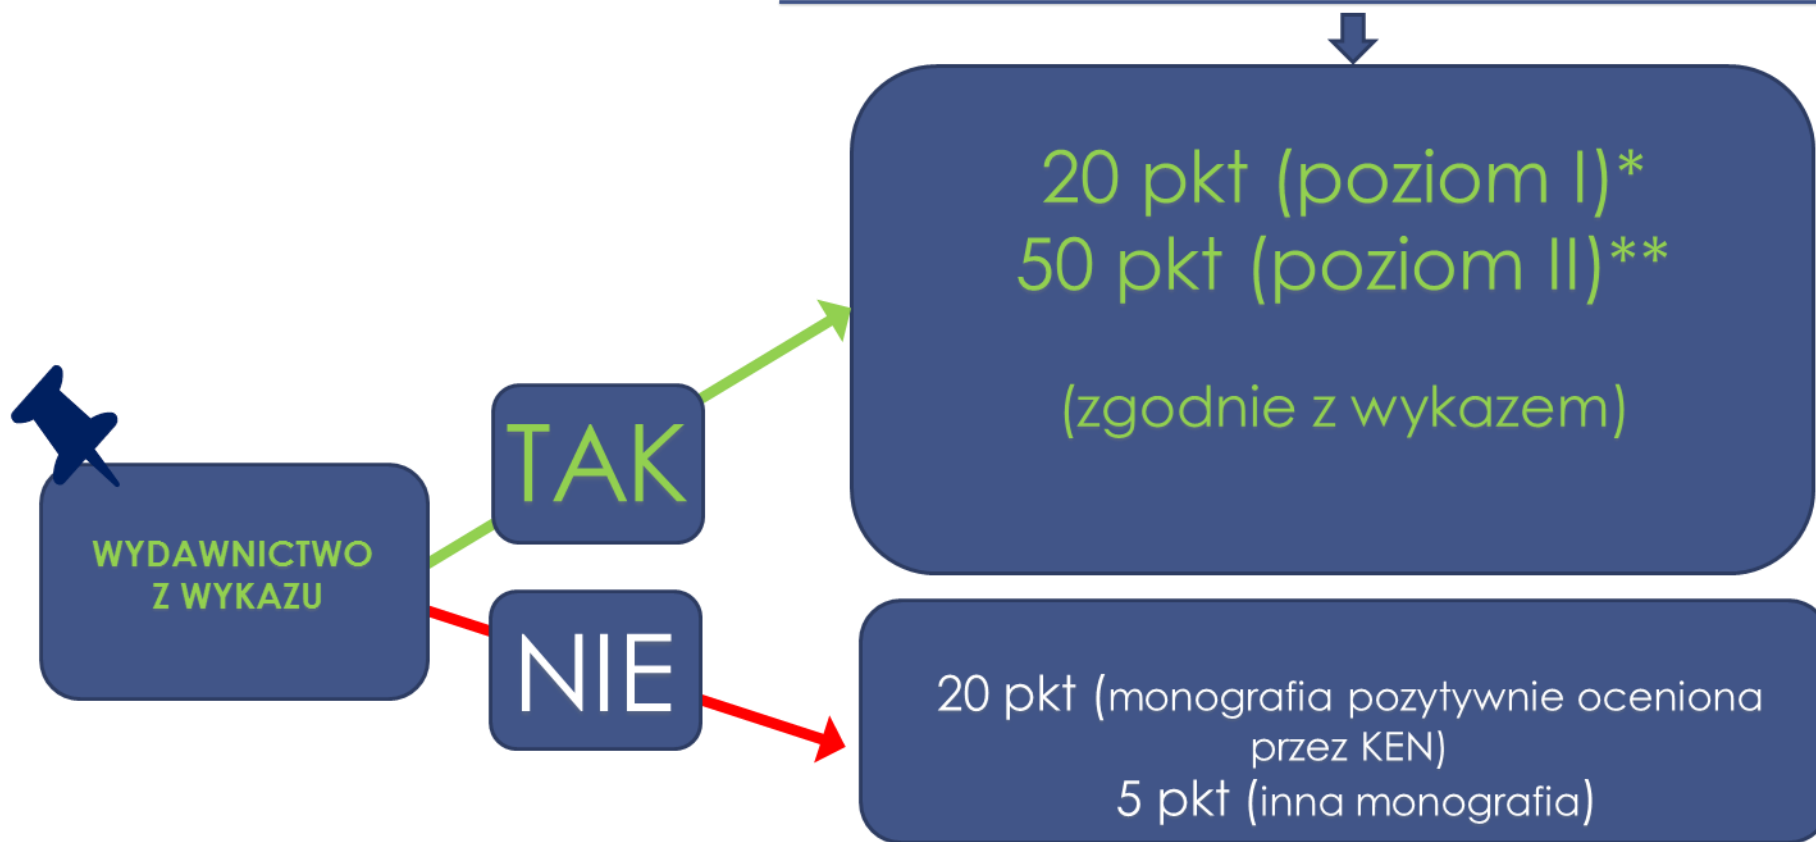 20 pkt (poziom I)*
50 pkt (poziom II)**
(zgodnie z wykazem)
TAK
WYDAWNICTWO
Z WYKAZU
NIE
20 pkt (monografia pozytywnie oceniona
przez KEN)
5 pkt (inna monografia)